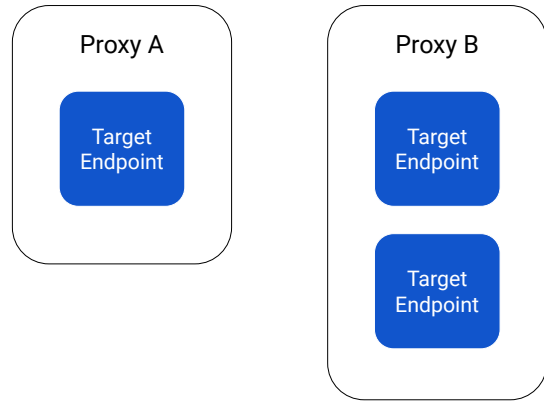 Proxy A
Target
Endpoint
Proxy B
Target
Endpoint
Target
Endpoint